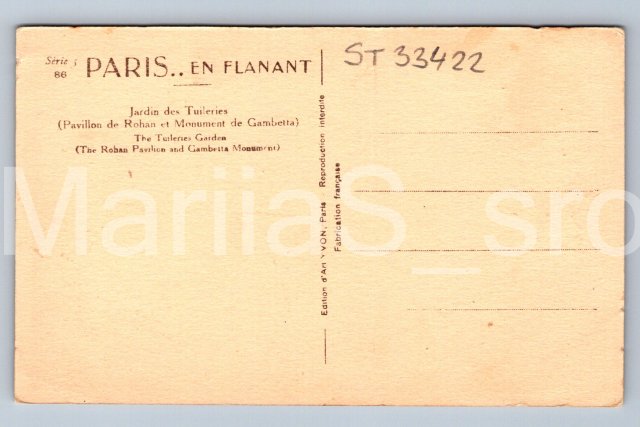 Série 5
86
PARIS.. EN FLANANT
ST 33422
Jardin des Tuileries
(Pavillon de Rohan et Monument de Gambetta)
The Tuileries Garden
(The Rohan Pavilion and Gambetta Monument)
Edition d'Art YVON, Paris - Reproduction interdite
Fabrication française
MariiaS_sro